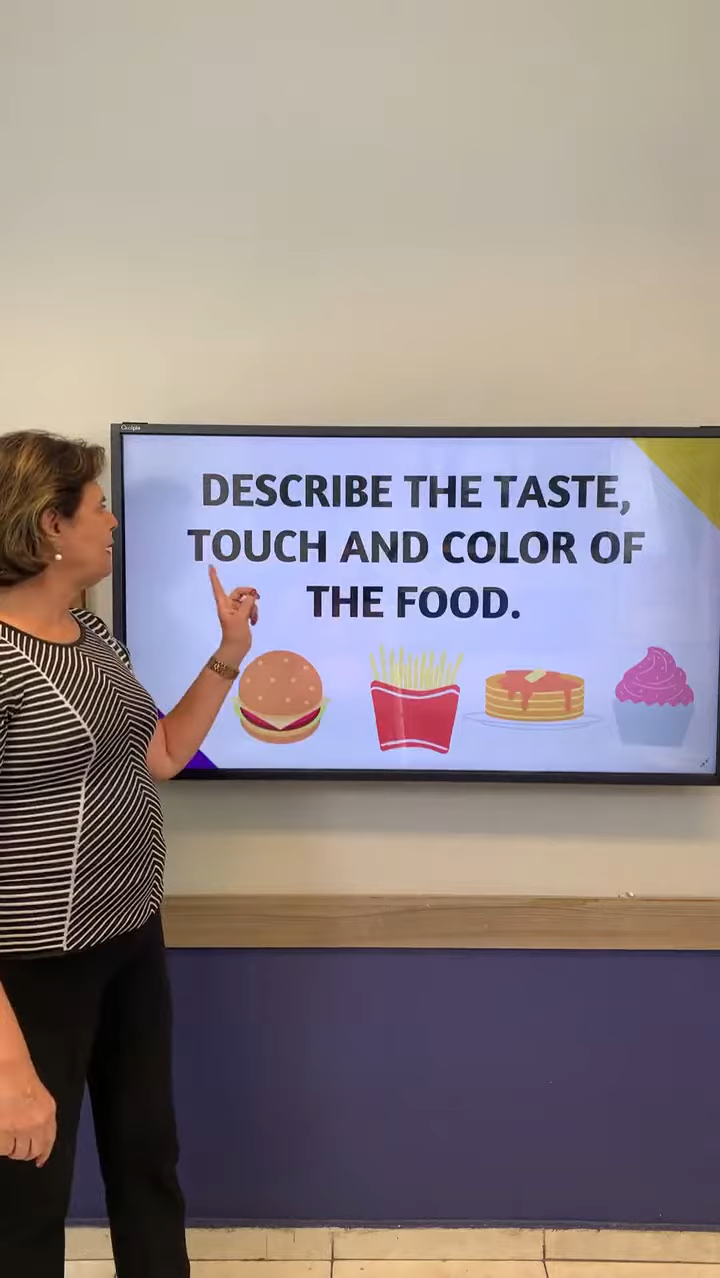 DESCRIBE THE TASTE,
TOUCH AND COLOR OF
THE FOOD.